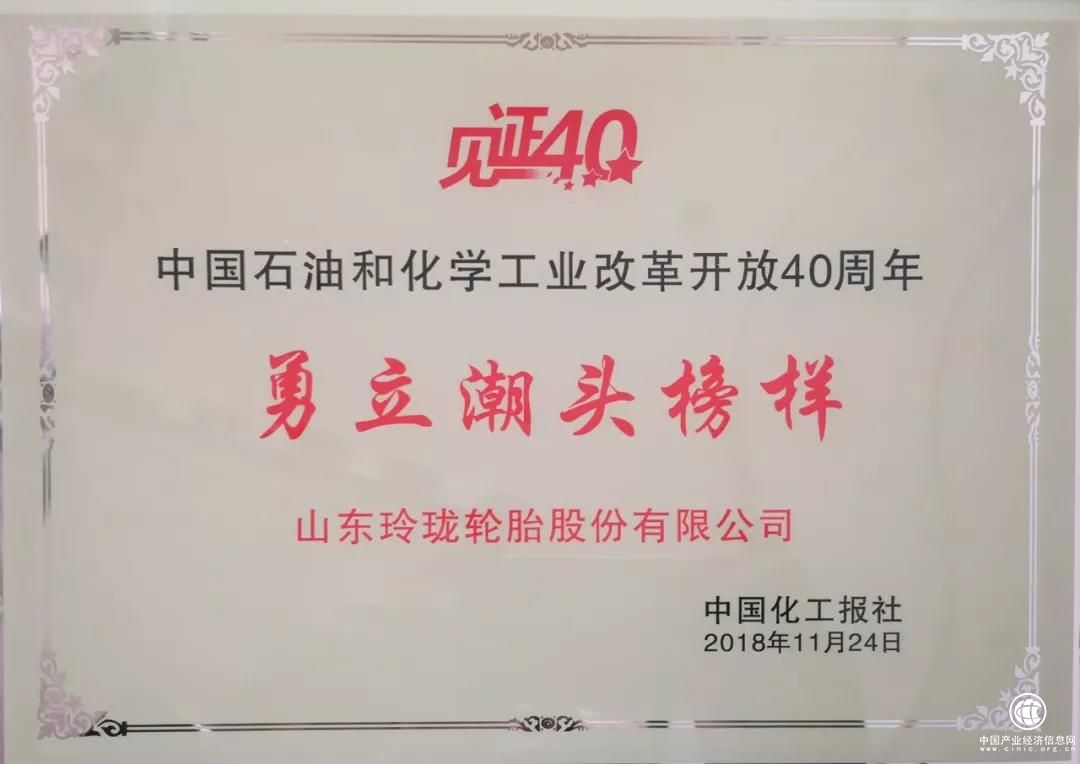 见证40
中国石油和化学工业改革开放40周年
勇立潮头榜样
山东玲珑轮胎股份有限公司
中国化工报社
2018年11月24日
中国产业经济信息网
www.cinic.org.cn